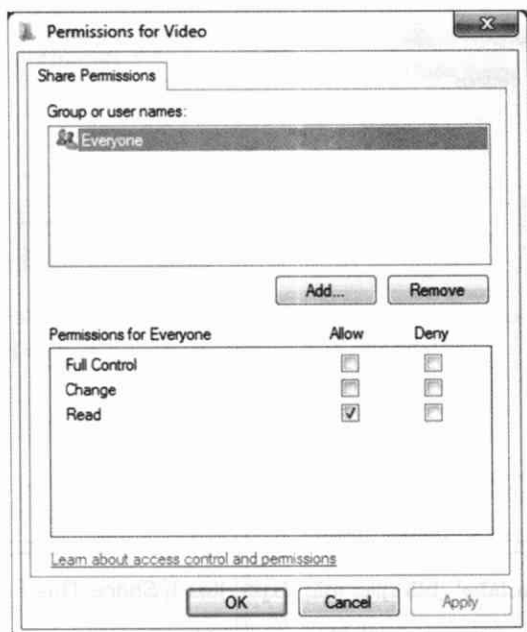 Permissions for Video
X
Share Permissions
Group or user names:
Everyone
Add... Remove
Permissions for Everyone Allow Deny
Full Control
Change
Read
Learn about access control and permissions
OK Cancel Apply